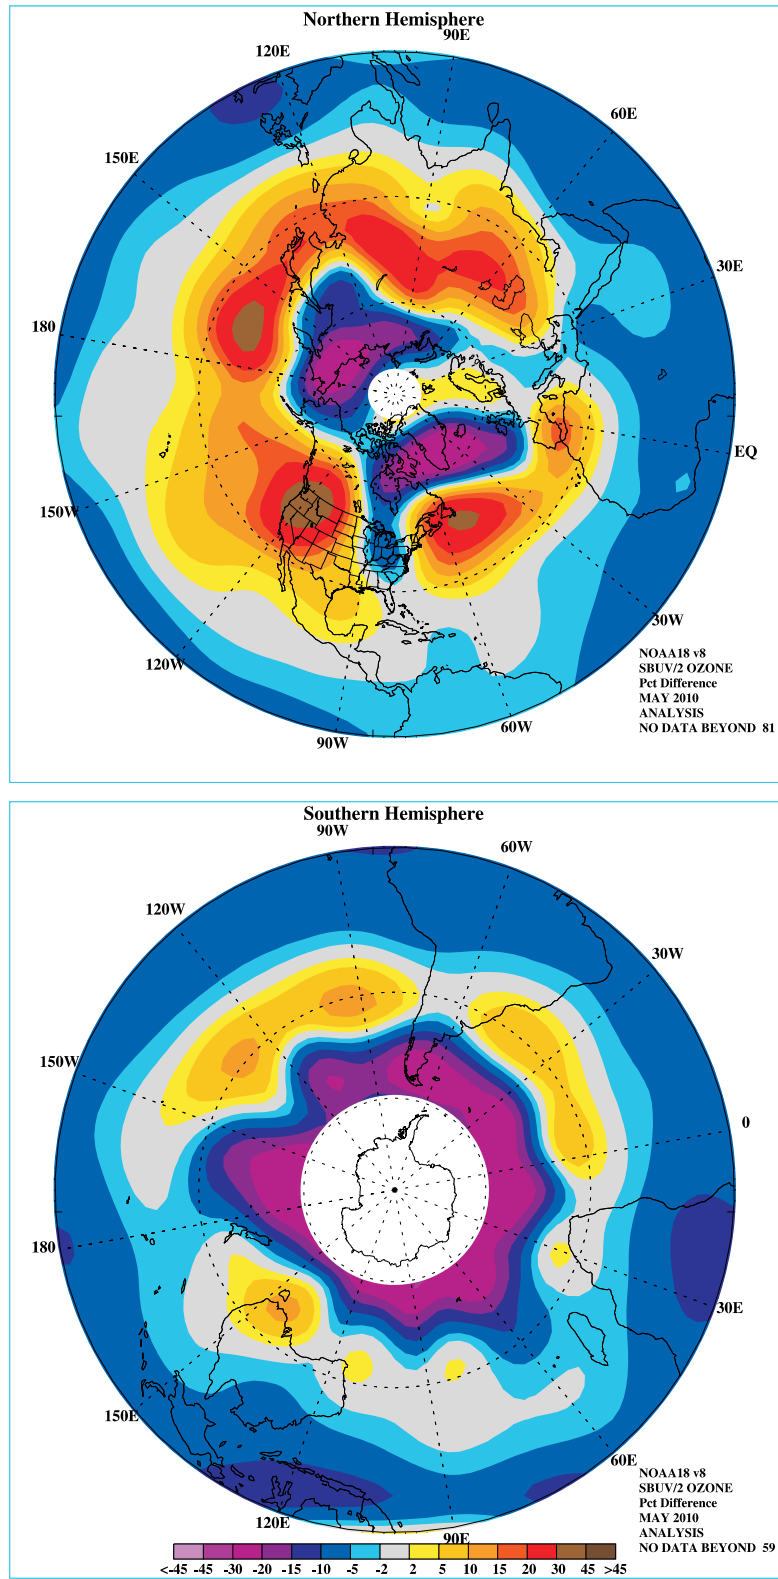 Northern Hemisphere
90E
120E
60E
150E
30E
180
EQ
150W
30W
120W
60W
90W
NOAA18 v8
SBUV/2 OZONE
Pct Difference
MAY 2010
ANALYSIS
NO DATA BEYOND 81
Southern Hemisphere
90W
60W
120W
30W
150W
0
180
30E
150E
60E
120E
90E
NOAA18 v8
SBUV/2 OZONE
Pct Difference
MAY 2010
ANALYSIS
NO DATA BEYOND 59
<-45 -45 -30 -20 -15 -10 -5 -2 2 5 10 15 20 30 45 >45